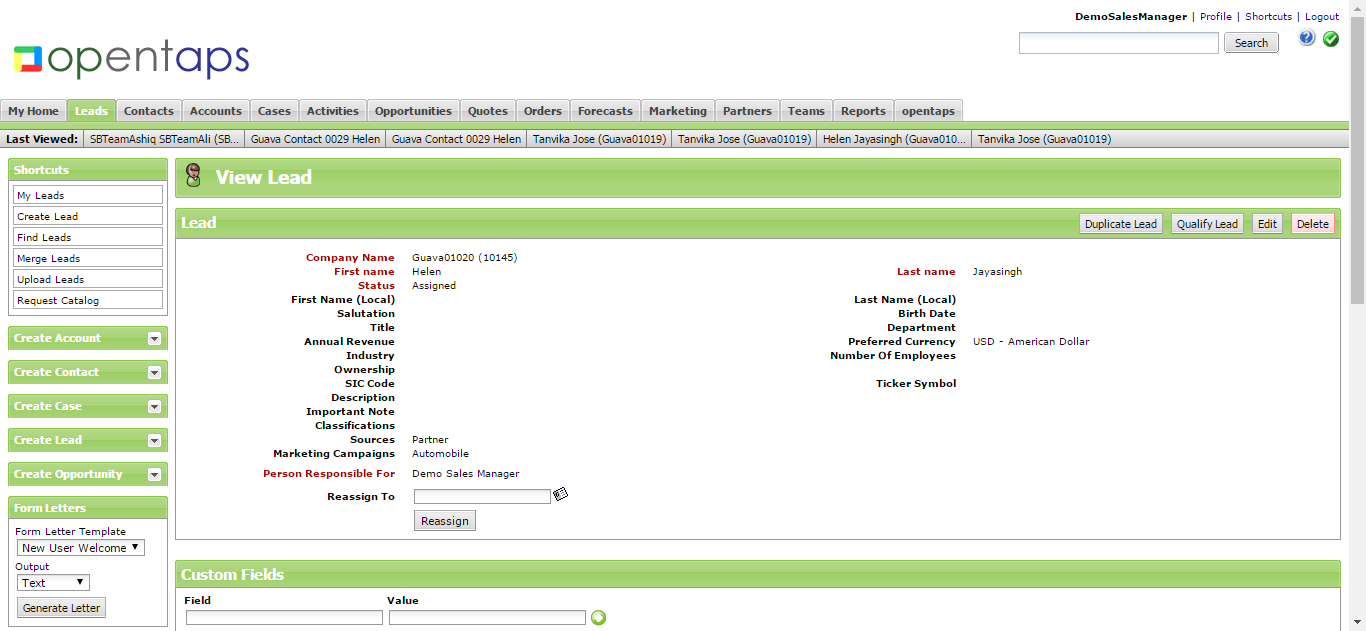 DemoSalesManager | Profile | Shortcuts | Logout
opentaps
Search
My Home Leads Contacts Accounts Cases Activities Opportunities Quotes Orders Forecasts Marketing Partners Teams Reports opentaps
Last Viewed: SBTeamAshiq SBTeamAli (SB... Guava Contact 0029 Helen Guava Contact 0029 Helen Tanvika Jose (Guava01019) Tanvika Jose (Guava01019) Helen Jayasingh (Guava010... Tanvika Jose (Guava01019)
Shortcuts
My Leads
Create Lead
Find Leads
Merge Leads
Upload Leads
Request Catalog
Create Account
Create Contact
Create Case
Create Lead
Create Opportunity
Form Letters
Form Letter Template
New User Welcome
Output
Text
Generate Letter
View Lead
Lead
Duplicate Lead Qualify Lead Edit Delete
Company Name Guava01020 (10145)
First name Helen Last name Jayasingh
Status Assigned
First Name (Local) Last Name (Local)
Salutation Birth Date
Title Department
Annual Revenue Preferred Currency USD - American Dollar
Industry Number Of Employees
Ownership
SIC Code Ticker Symbol
Description
Important Note
Classifications
Sources Partner
Marketing Campaigns Automobile
Person Responsible For Demo Sales Manager
Reassign To
Reassign
Custom Fields
Field Value